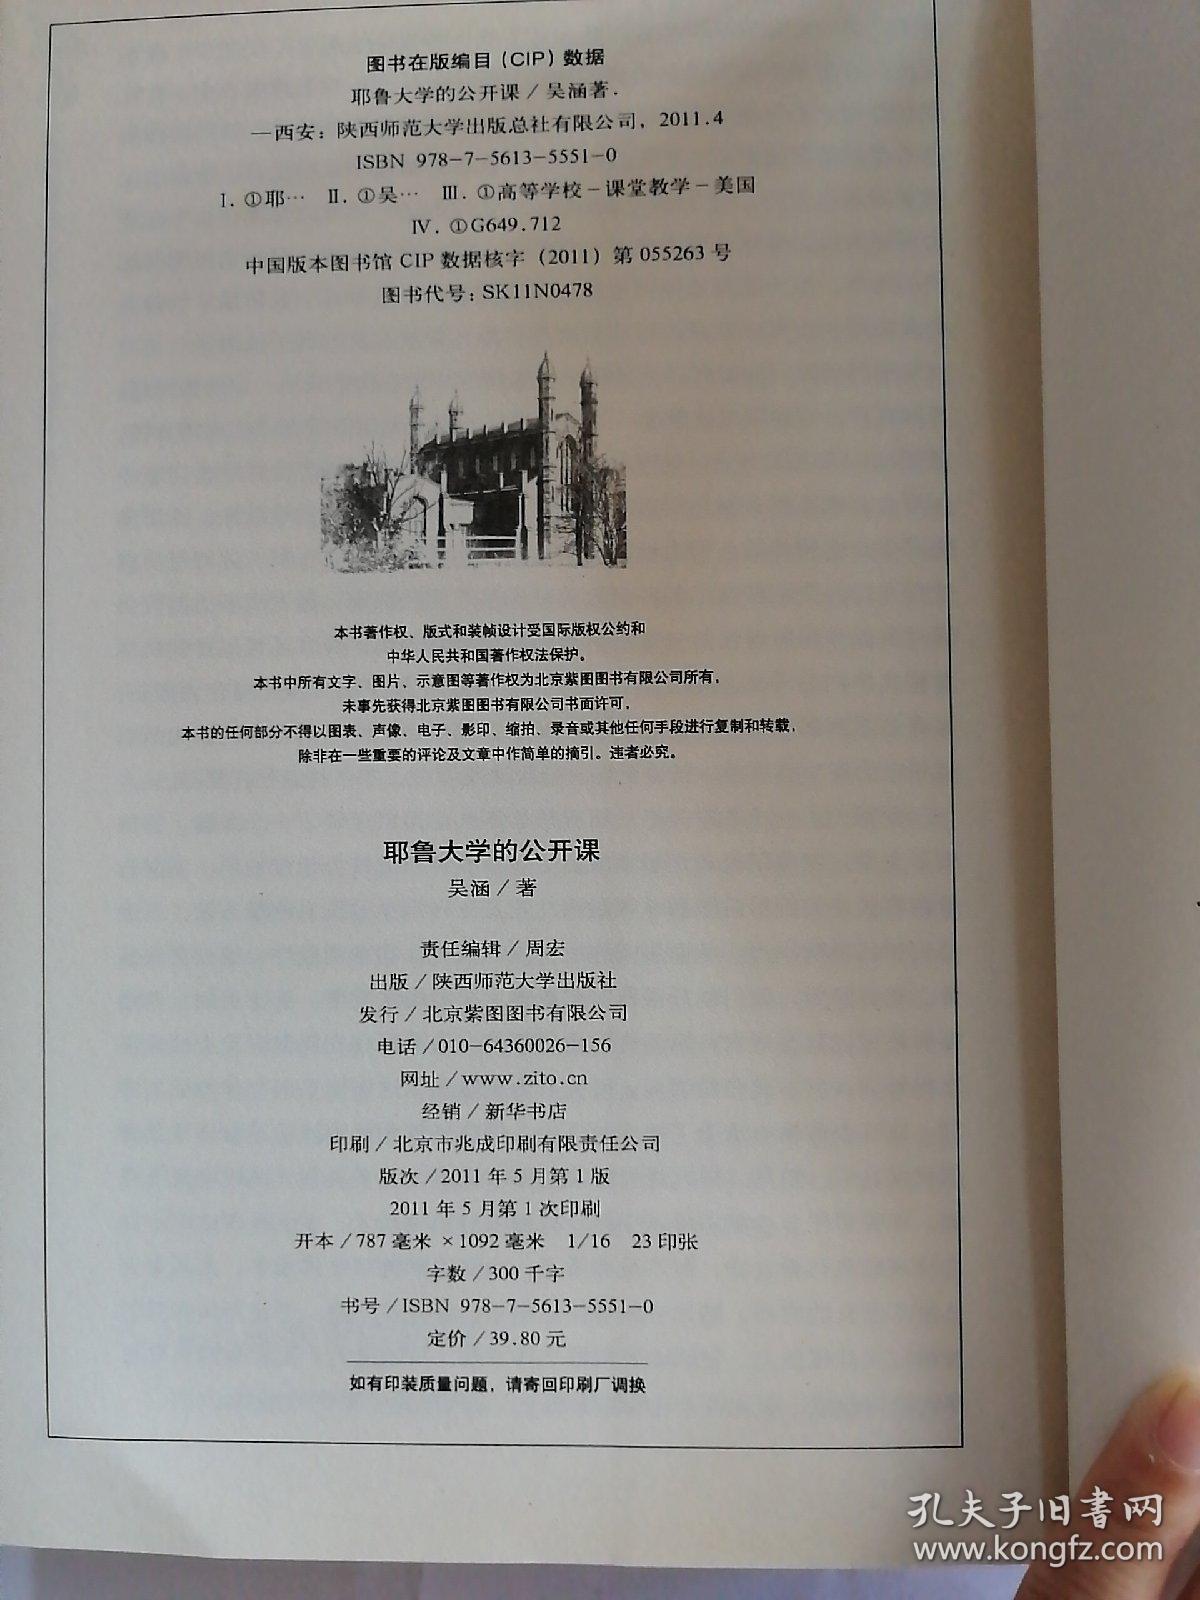 图书在版编目（CIP）数据
耶鲁大学的公开课／吴涵著．
—西安：陕西师范大学出版总社有限公司，2011.4
ISBN 978-7-5613-5551-0
Ⅰ. ①耶… Ⅱ. ①吴… Ⅲ. ①高等学校－课堂教学－美国
Ⅳ. ①G649.712
中国版本图书馆 CIP 数据核字（2011）第 055263 号
图书代号：SK11N0478
本书著作权、版式和装帧设计受国际版权公约和
中华人民共和国著作权法保护。
本书中所有文字、图片、示意图等著作权为北京紫图图书有限公司所有，
未事先获得北京紫图图书有限公司书面许可，
本书的任何部分不得以图表、声像、电子、影印、缩拍、录音或其他任何手段进行复制和转载，
除非在一些重要的评论及文章中作简单的摘引。违者必究。
耶鲁大学的公开课
吴涵／著
责任编辑／周宏
出版／陕西师范大学出版社
发行／北京紫图图书有限公司
电话／010-64360026-156
网址／www.zito.cn
经销／新华书店
印刷／北京市兆成印刷有限责任公司
版次／2011 年 5 月第 1 版
2011 年 5 月第 1 次印刷
开本／787 毫米 ×1092 毫米 1/16 23 印张
字数／300 千字
书号／ISBN 978-7-5613-5551-0
定价／39.80 元
如有印装质量问题，请寄回印刷厂调换
孔夫子旧书网
www.kongfz.com